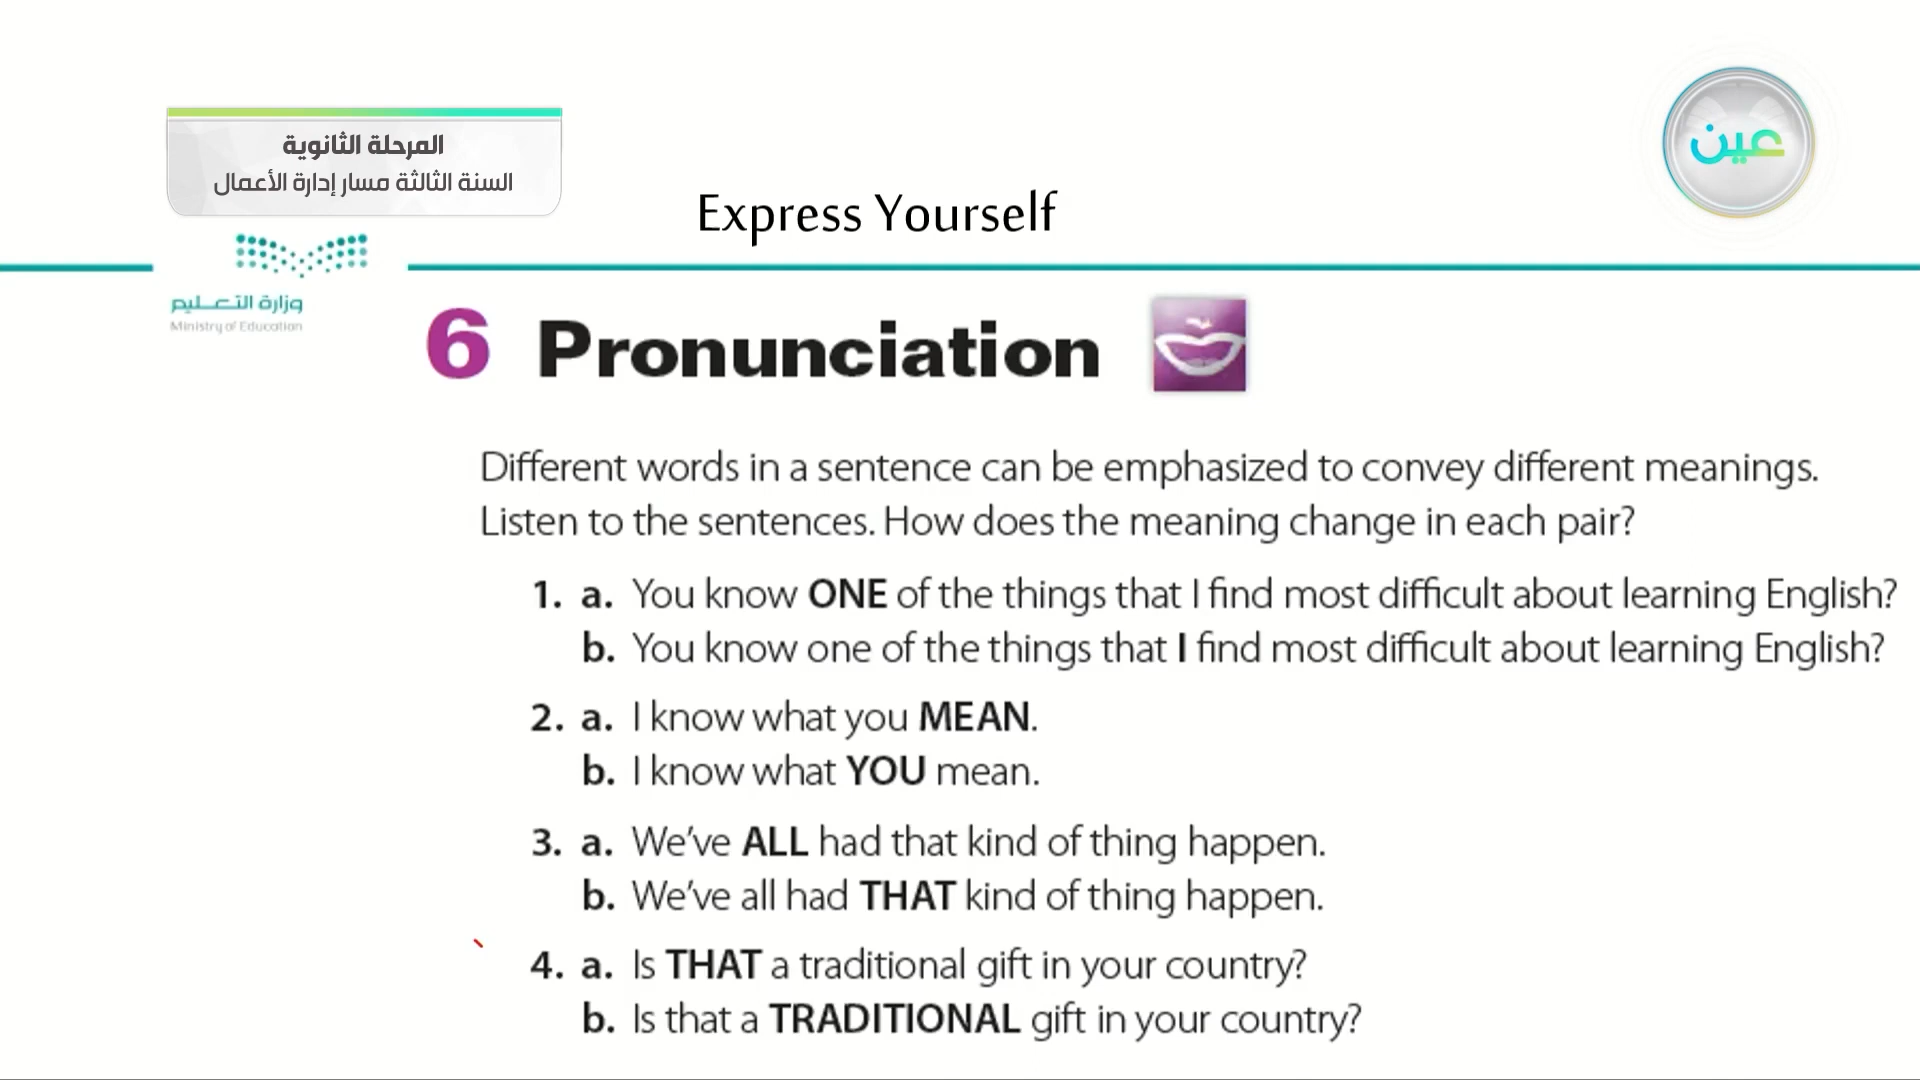 المرحلة الثانوية
السنة الثالثة مسار إدارة الأعمال
عين
Express Yourself
وزارة التعليم
Ministry of Education
6 Pronunciation
Different words in a sentence can be emphasized to convey different meanings.
Listen to the sentences. How does the meaning change in each pair?
1. a. You know ONE of the things that I find most difficult about learning English?
b. You know one of the things that I find most difficult about learning English?
2. a. I know what you MEAN.
b. I know what YOU mean.
3. a. We've ALL had that kind of thing happen.
b. We've all had THAT kind of thing happen.
4. a. Is THAT a traditional gift in your country?
b. Is that a TRADITIONAL gift in your country?